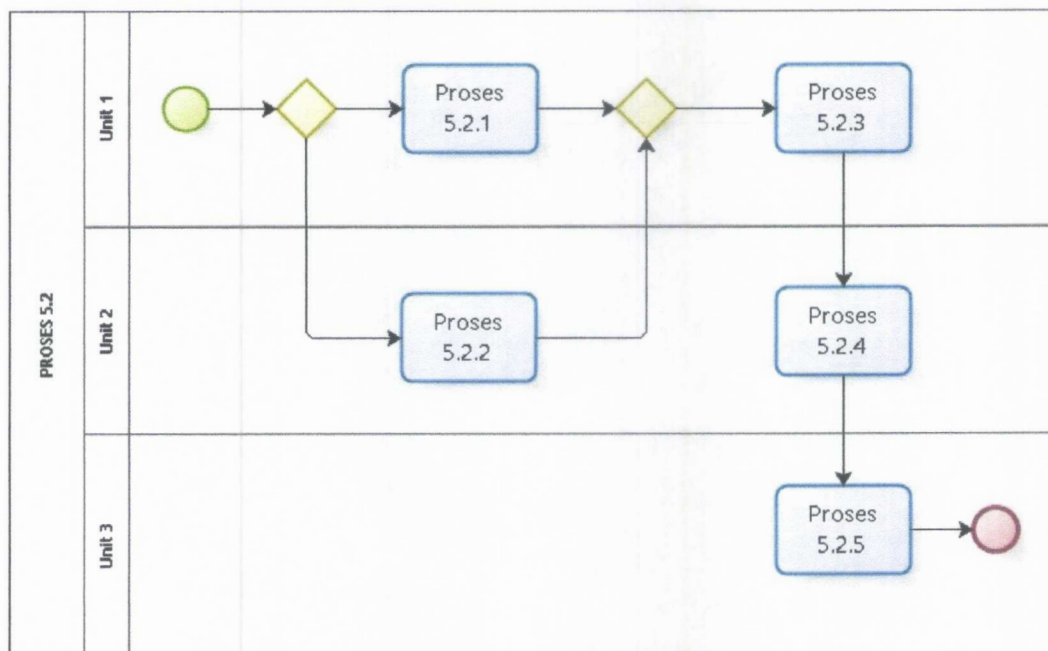 PROSES 5.2
Unit 1
Proses
5.2.1
Proses
5.2.3
Unit 2
Proses
5.2.2
Proses
5.2.4
Unit 3
Proses
5.2.5